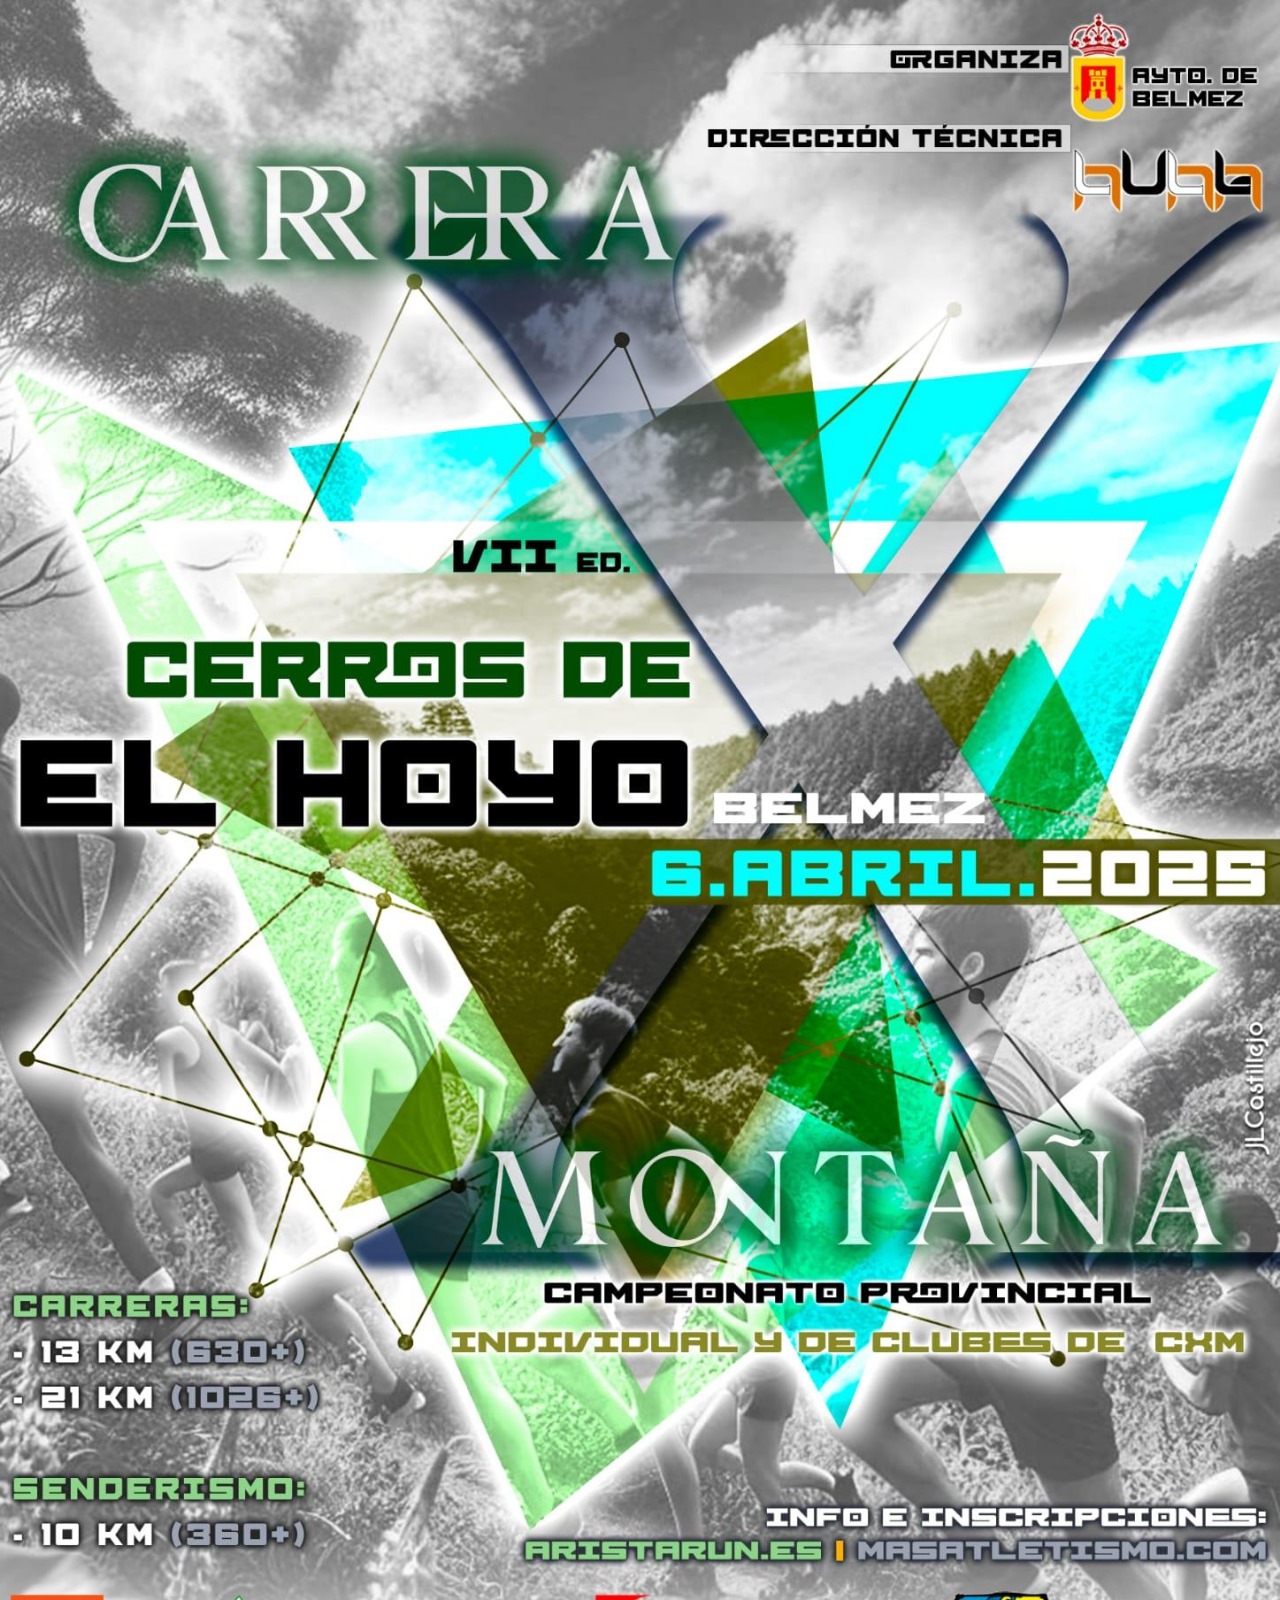 ORGANIZA
AYTO. DE
BELMEZ
DIRECCIÓN TÉCNICA
CARRERA
X
VII ED.
CERROS DE
EL HOYO
BELMEZ
6.ABRIL.2025
JLCastillejo
MONTAÑA
CAMPEONATO PROVINCIAL
INDIVIDUAL Y DE CLUBES DE CXM
CARRERAS:
- 13 KM (630+)
- 21 KM (1026+)
SENDERISMO:
- 10 KM (360+)
INFO E INSCRIPCIONES:
ARISTARUN.ES | MASATLETISMO.COM